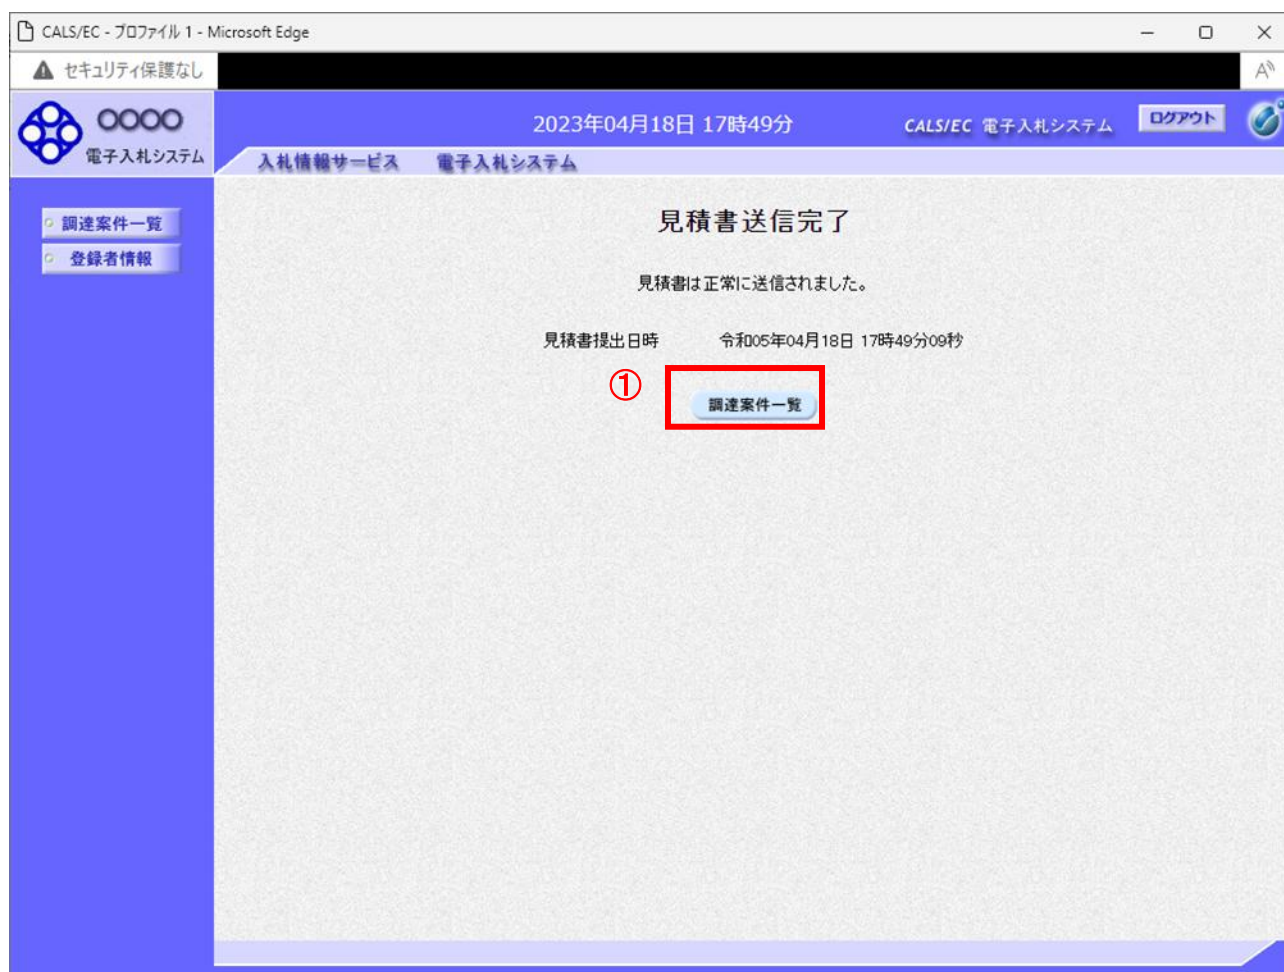 CALS/EC - プロファイル 1 - Microsoft Edge
セキュリティ保護なし
○○○○
電子入札システム
2023年04月18日 17時49分
CALS/EC 電子入札システム
ログアウト
入札情報サービス 電子入札システム
調達案件一覧
登録者情報
見積書送信完了
見積書は正常に送信されました。
見積書提出日時 令和05年04月18日 17時49分09秒
①
調達案件一覧